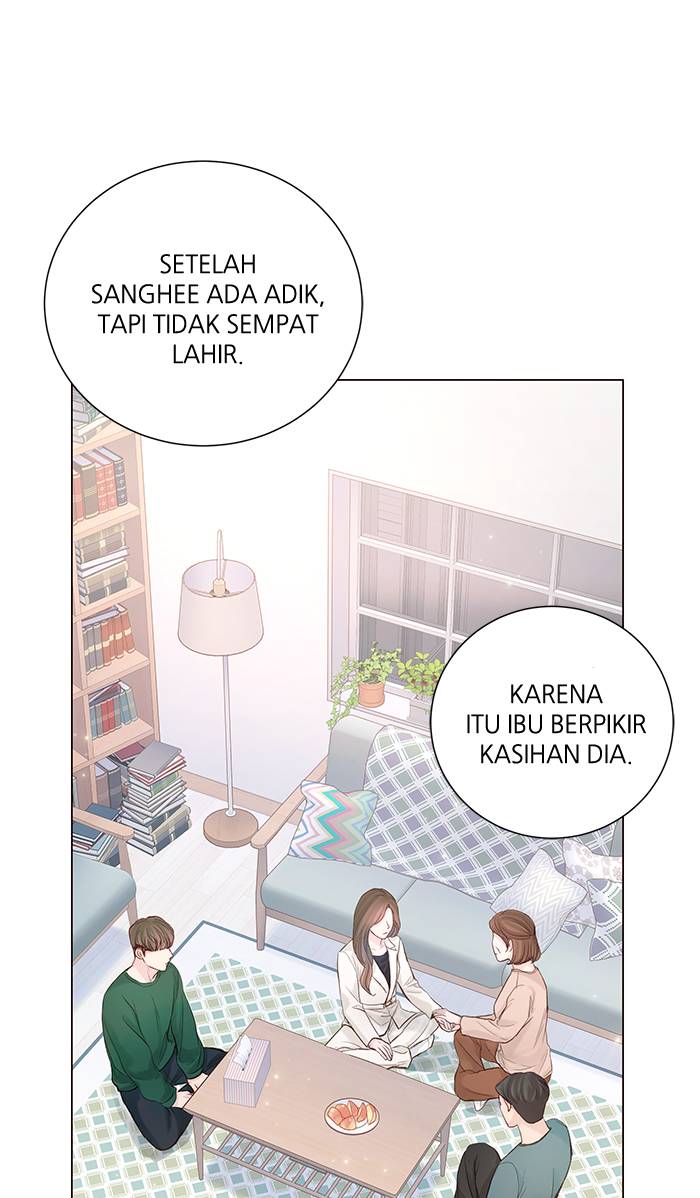 SETELAH
SANGHEE ADA ADIK,
TAPI TIDAK SEMPAT
LAHIR.
KARENA
ITU IBU BERPIKIR
KASIHAN DIA.